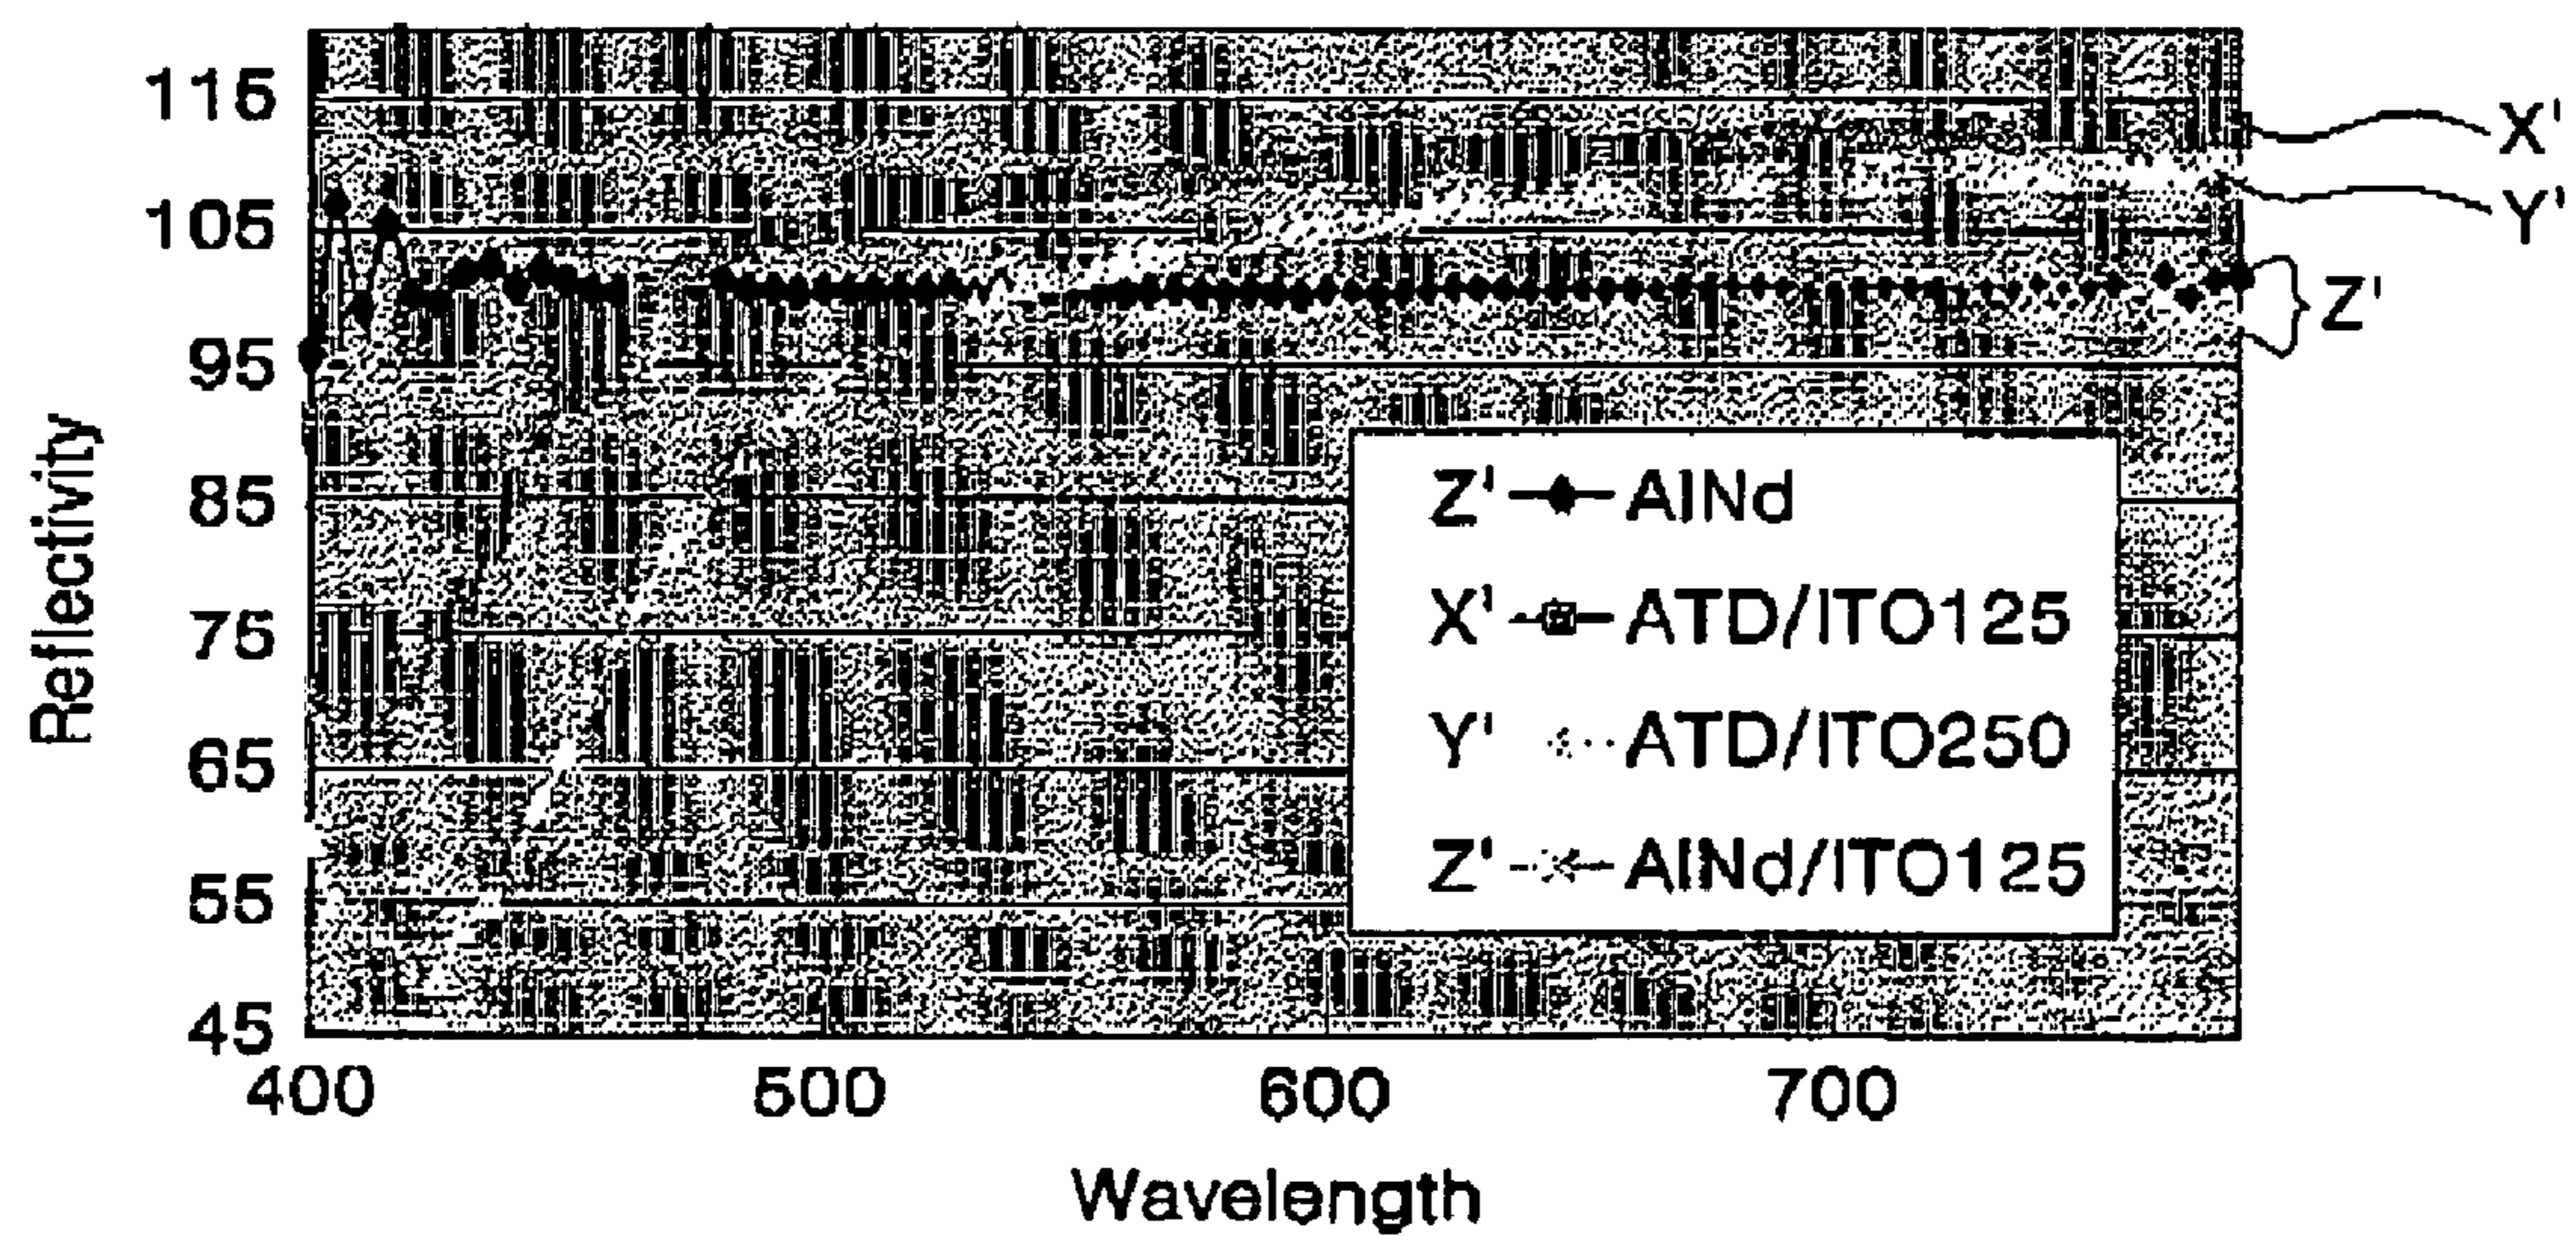 115
105
95
85
75
65
55
45
Reflectivity
400 500 600 700
Wavelength
X'
Y'
Z'
Z' AlNd
X' ATD/ITO125
Y' ATD/ITO250
Z' AlNd/ITO125